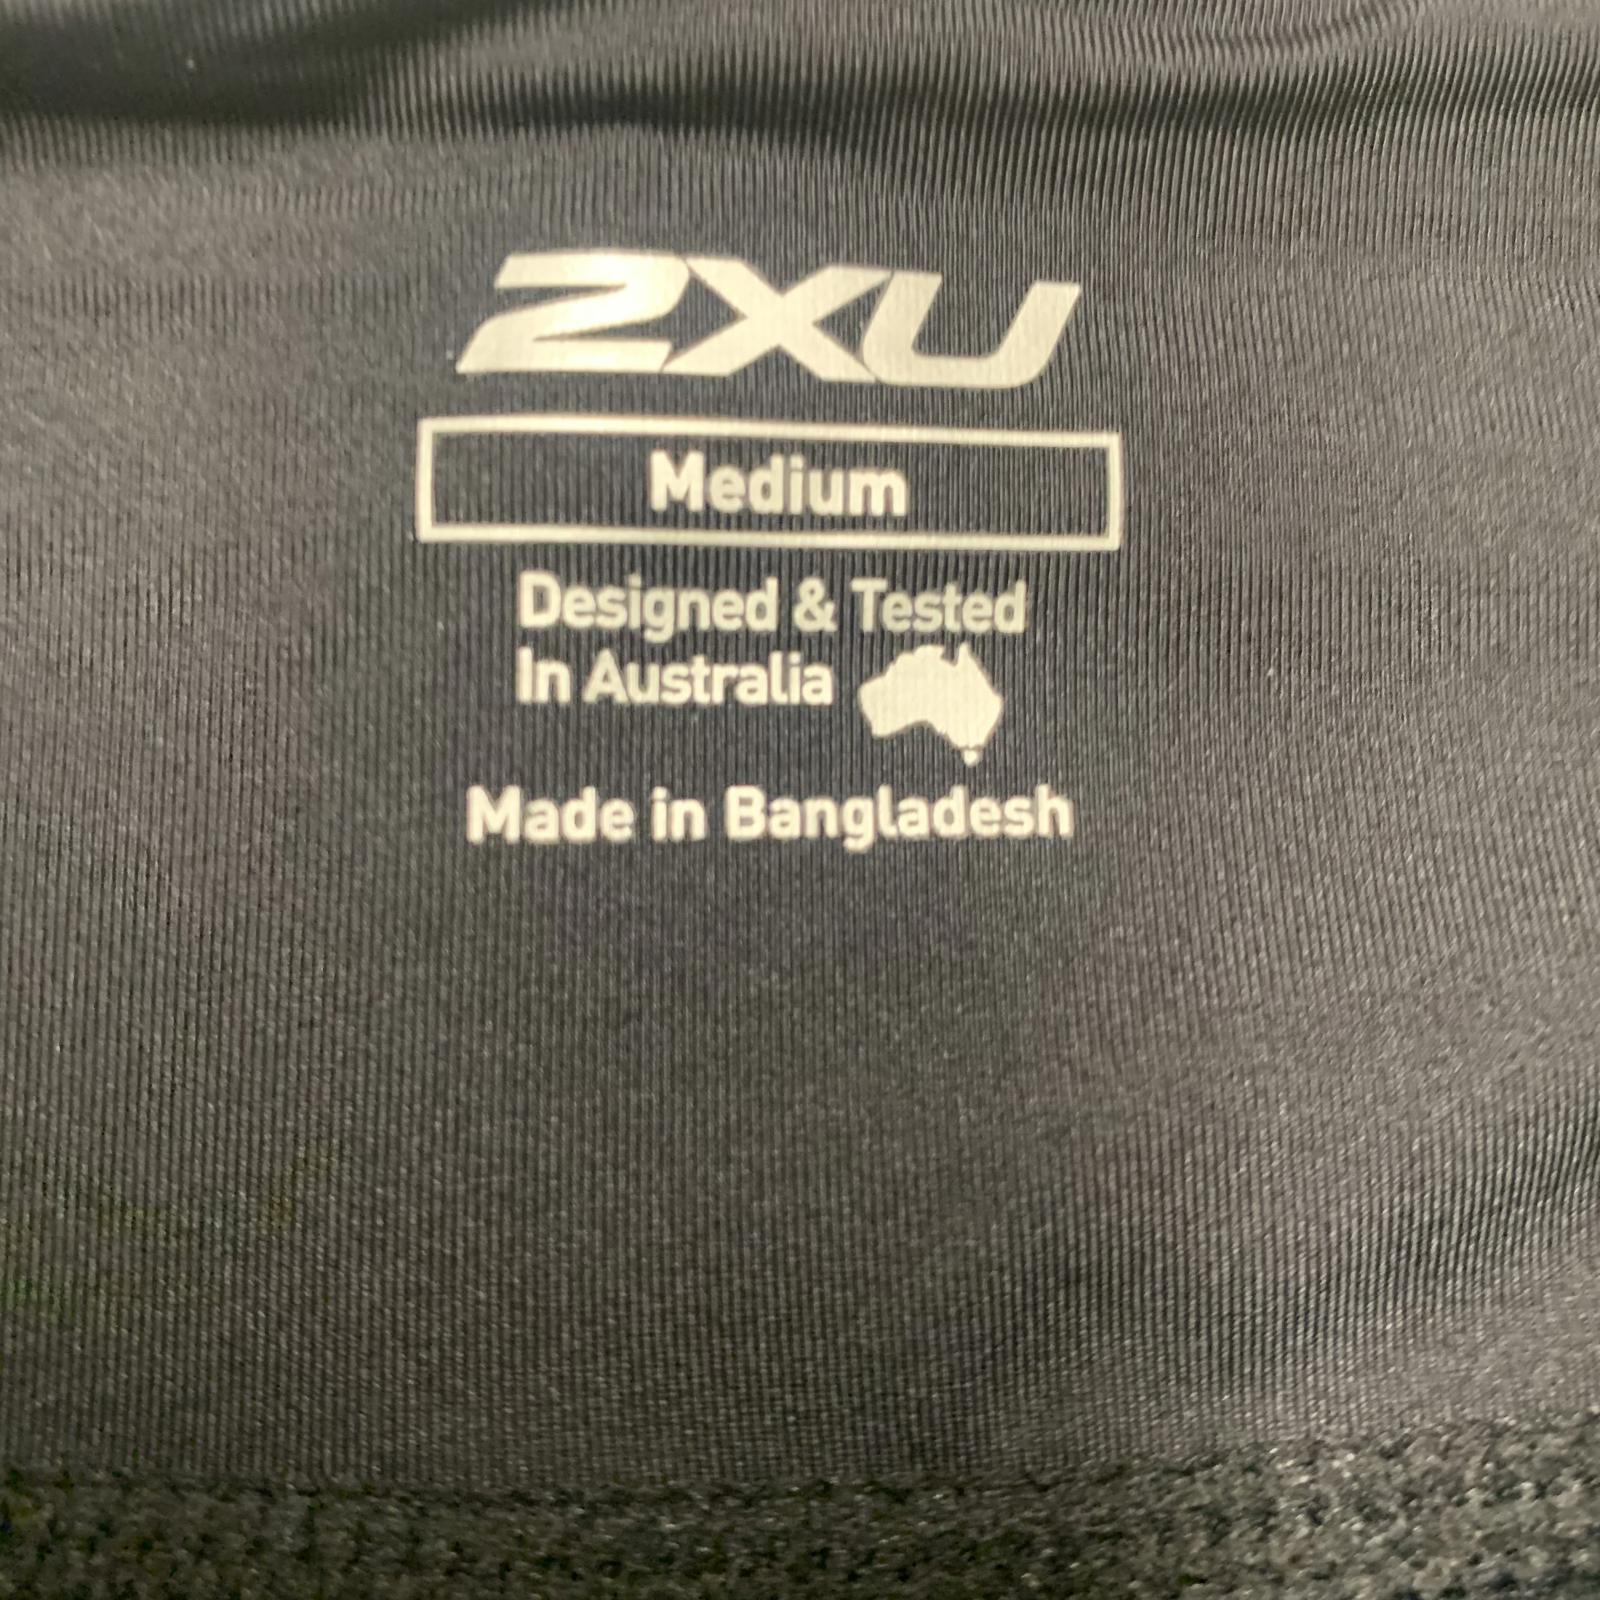 2XU
Medium
Designed & Tested
In Australia
Made in Bangladesh